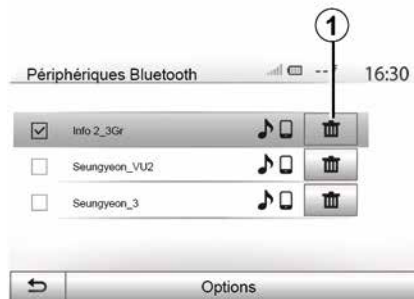 1
Périphériques Bluetooth
16:30
Info 2_3Gr
Seungyeon_VU2
Seungyeon_3
Options